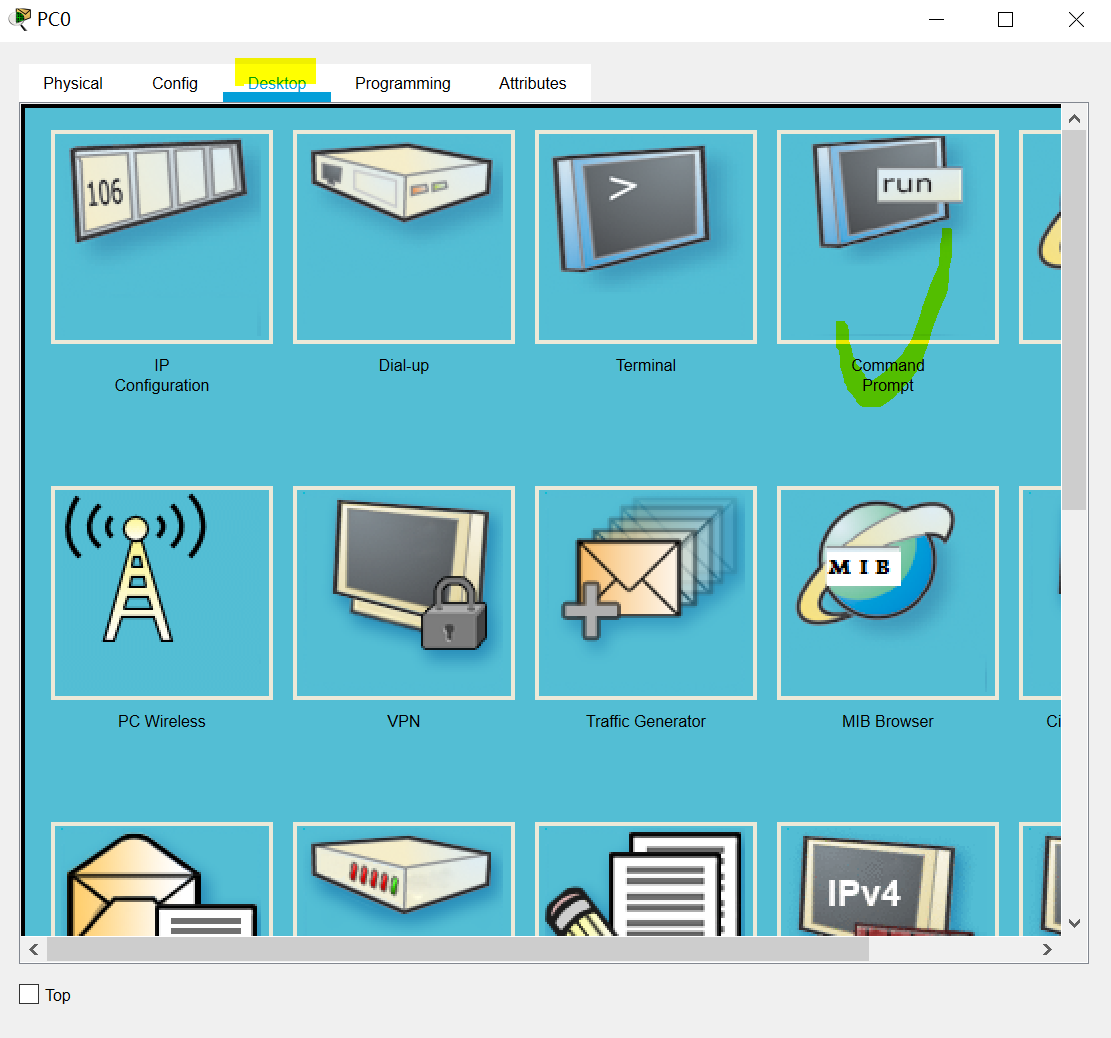 PC0
Physical Config Desktop Programming Attributes
106
>
run
IP
Configuration
Dial-up
Terminal
Command
Prompt
MIB
PC Wireless
VPN
Traffic Generator
MIB Browser
Ci
IPv4
Top